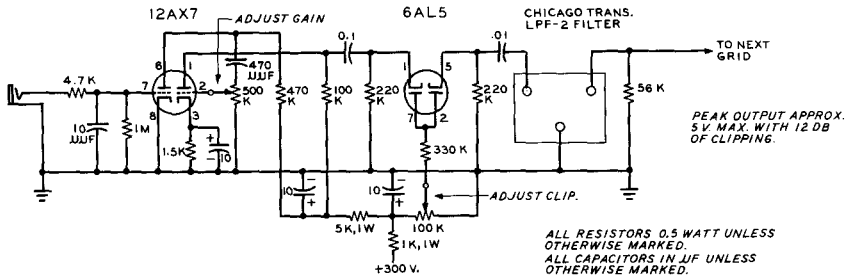 12AX7
6AL5
CHICAGO TRANS.
LPF-2 FILTER
ADJUST GAIN
0.1
.01
TO NEXT
GRID
6
1
470
μμF
1
5
4.7K
7
2
500
K
470
K
100
K
220
K
220
K
56 K
7
2
10
μμF
1M
8
3
1.5K
+
-
10
330 K
PEAK OUTPUT APPROX.
5 V. MAX. WITH 12 DB
OF CLIPPING.
10
-
+
10
-
+
ADJUST CLIP.
5K,1W
100 K
1K, 1W
+300 V.
ALL RESISTORS 0.5 WATT UNLESS
OTHERWISE MARKED.
ALL CAPACITORS IN μF UNLESS
OTHERWISE MARKED.